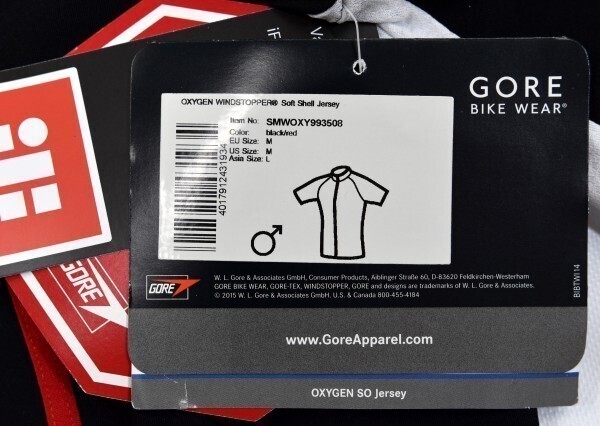 GORE
BIKE WEAR®
OXYGEN WINDSTOPPER® Soft Shell Jersey
Item No: SMWOXY993508
Color: black/red
EU Size: M
US Size: M
Asia Size: L
4017912431934
GORE
W. L. Gore & Associates GmbH, Consumer Products, Aiblinger Straße 60, D-83620 Feldkirchen-Westerham
GORE BIKE WEAR, GORE-TEX, WINDSTOPPER, GORE and designs are trademarks of W. L. Gore & Associates.
© 2015 W. L. Gore & Associates GmbH. U.S. & Canada 800-455-4184
BIBTWI14
www.GoreApparel.com
OXYGEN SO Jersey
GORE
iF